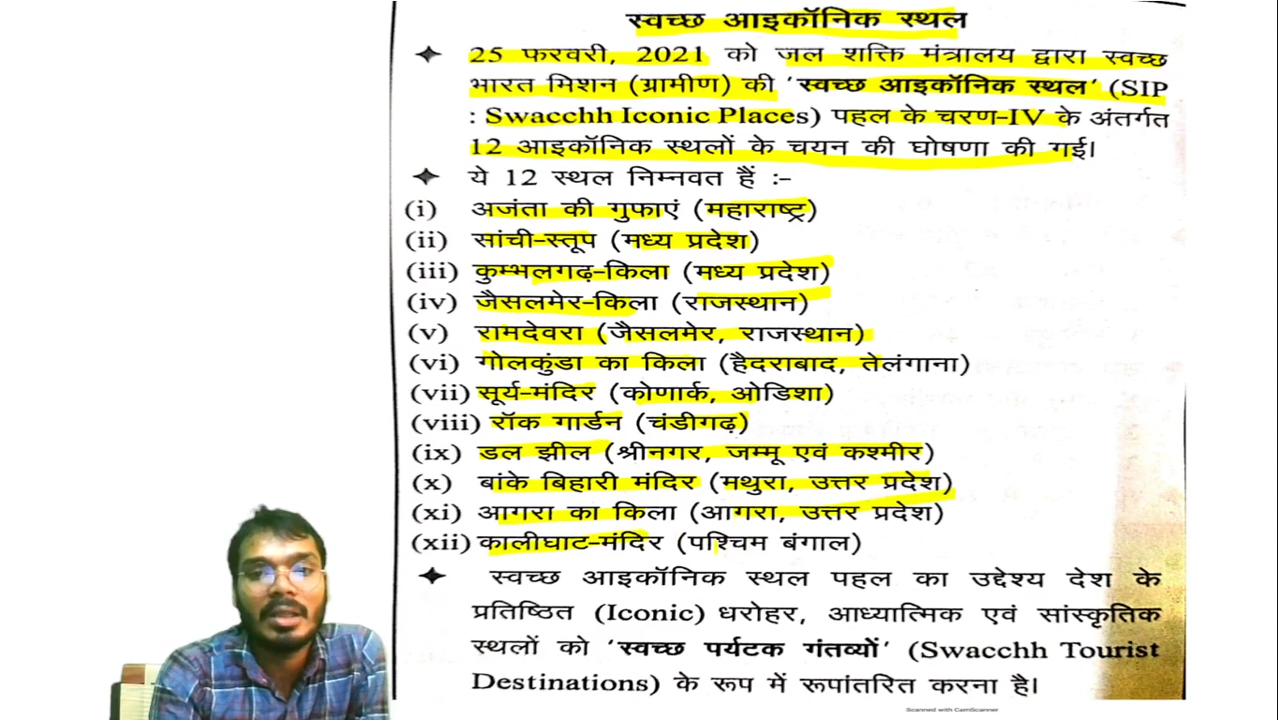 स्वच्छ आइकॉनिक स्थल
✦ 25 फरवरी, 2021 को जल शक्ति मंत्रालय द्वारा स्वच्छ
भारत मिशन (ग्रामीण) की 'स्वच्छ आइकॉनिक स्थल' (SIP
: Swacchh Iconic Places) पहल के चरण-IV के अंतर्गत
12 आइकॉनिक स्थलों के चयन की घोषणा की गई।
✦ ये 12 स्थल निम्नवत हैं :-
(i) अजंता की गुफाएं (महाराष्ट्र)
(ii) सांची-स्तूप (मध्य प्रदेश)
(iii) कुम्भलगढ़-किला (मध्य प्रदेश)
(iv) जैसलमेर-किला (राजस्थान)
(v) रामदेवरा (जैसलमेर, राजस्थान)
(vi) गोलकुंडा का किला (हैदराबाद, तेलंगाना)
(vii) सूर्य-मंदिर (कोणार्क, ओडिशा)
(viii) रॉक गार्डन (चंडीगढ़)
(ix) डल झील (श्रीनगर, जम्मू एवं कश्मीर)
(x) बांके बिहारी मंदिर (मथुरा, उत्तर प्रदेश)
(xi) आगरा का किला (आगरा, उत्तर प्रदेश)
(xii) कालीघाट-मंदिर (पश्चिम बंगाल)
✦ स्वच्छ आइकॉनिक स्थल पहल का उद्देश्य देश के
प्रतिष्ठित (Iconic) धरोहर, आध्यात्मिक एवं सांस्कृतिक
स्थलों को 'स्वच्छ पर्यटक गंतव्यों' (Swacchh Tourist
Destinations) के रूप में रूपांतरित करना है।
Scanned with CamScanner